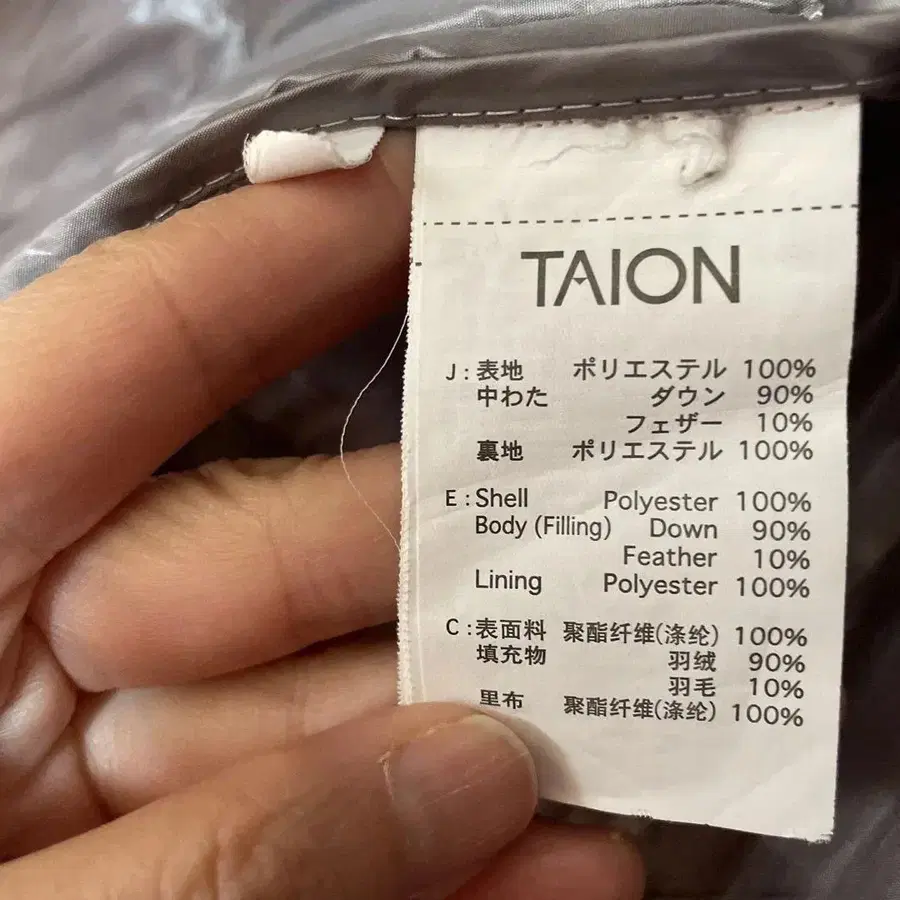 TAION
J : 表地 ポリエステル 100%
中わた ダウン 90%
フェザー 10%
裏地 ポリエステル 100%
E : Shell Polyester 100%
Body (Filling) Down 90%
Feather 10%
Lining Polyester 100%
C : 表面料 聚酯纤维(涤纶) 100%
填充物 羽绒 90%
羽毛 10%
里布 聚酯纤维(涤纶) 100%